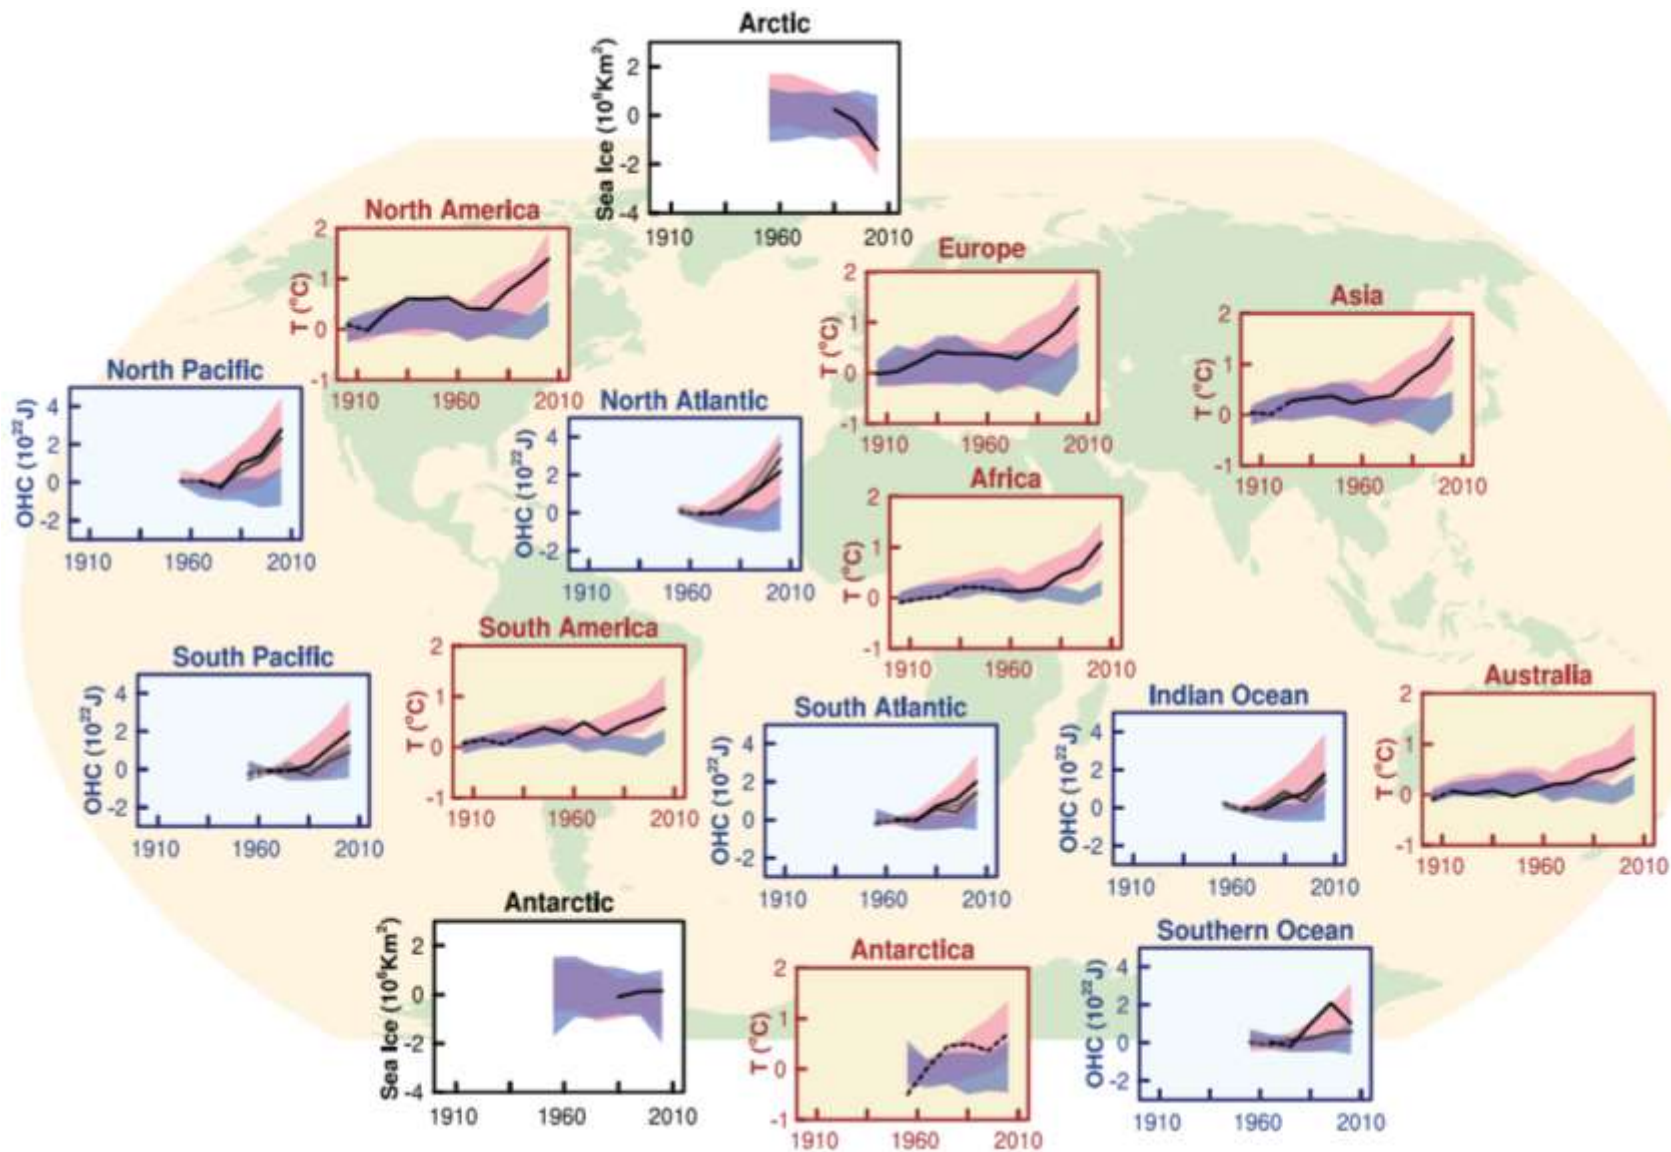 Arctic
Sea Ice (10⁶Km²)
2
0
-2
-4
1910 1960 2010
North America
T (°C)
2
1
0
-1
1910 1960 2010
Europe
T (°C)
2
1
0
-1
1910 1960 2010
Asia
T (°C)
2
1
0
-1
1910 1960 2010
North Pacific
OHC (10²²J)
4
2
0
-2
1910 1960 2010
North Atlantic
OHC (10²²J)
4
2
0
-2
1910 1960 2010
Africa
T (°C)
2
1
0
-1
1910 1960 2010
South Pacific
OHC (10²²J)
4
2
0
-2
1910 1960 2010
South America
T (°C)
2
1
0
-1
1910 1960 2010
South Atlantic
OHC (10²²J)
4
2
0
-2
1910 1960 2010
Indian Ocean
OHC (10²²J)
4
2
0
-2
1910 1960 2010
Australia
T (°C)
2
1
0
-1
1910 1960 2010
Antarctic
Sea Ice (10⁶Km²)
2
0
-2
-4
1910 1960 2010
Antarctica
T (°C)
2
1
0
-1
1910 1960 2010
Southern Ocean
OHC (10²²J)
4
2
0
-2
1910 1960 2010